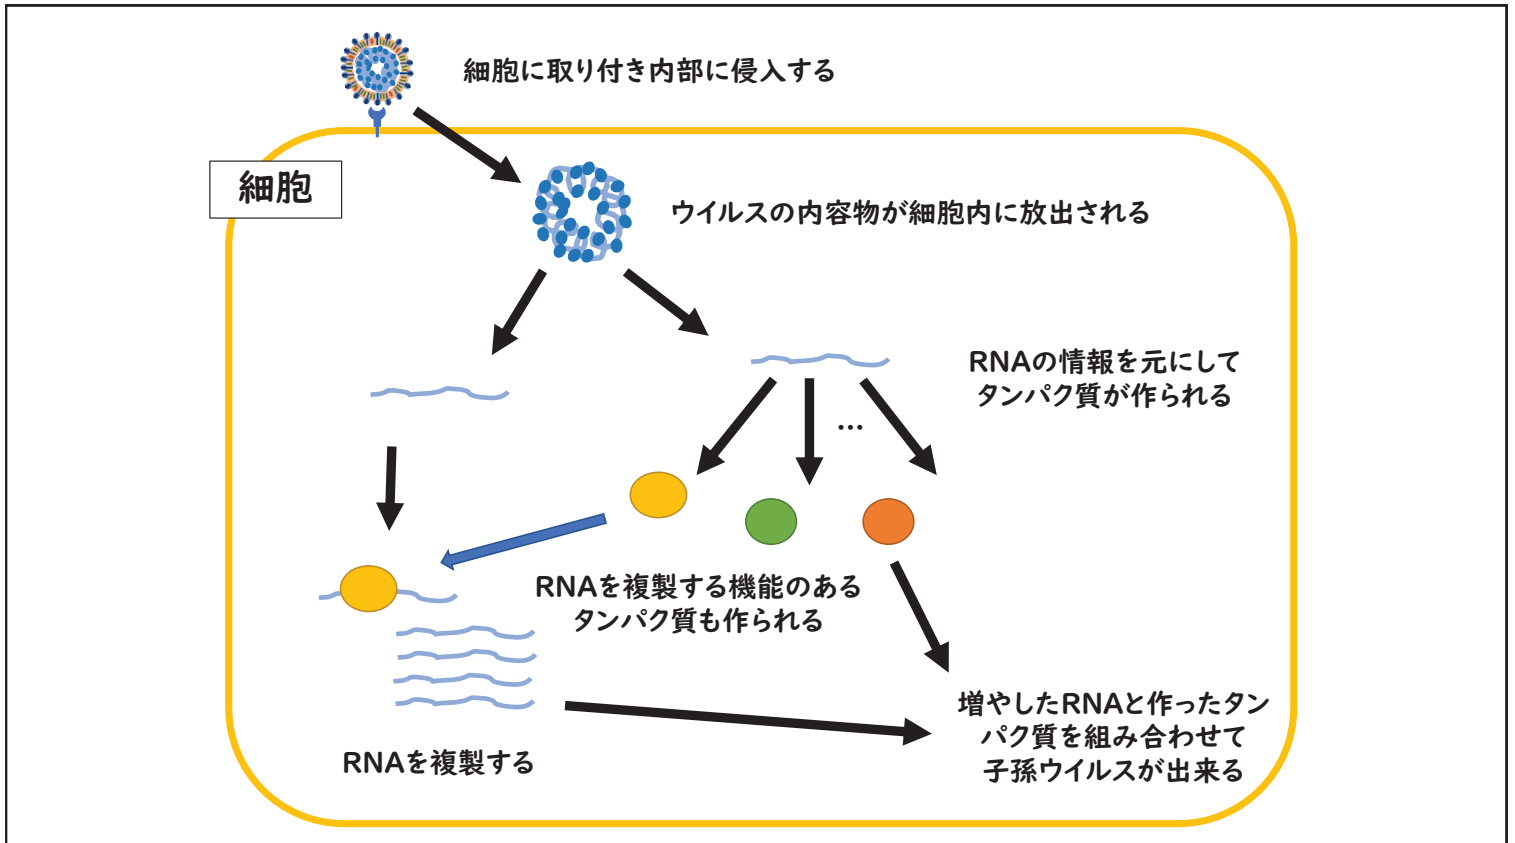 細胞に取り付き内部に侵入する
細胞
ウイルスの内容物が細胞内に放出される
RNAの情報を元にして
タンパク質が作られる
…
RNAを複製する機能のある
タンパク質も作られる
増やしたRNAと作ったタン
パク質を組み合わせて
子孫ウイルスが出来る
RNAを複製する